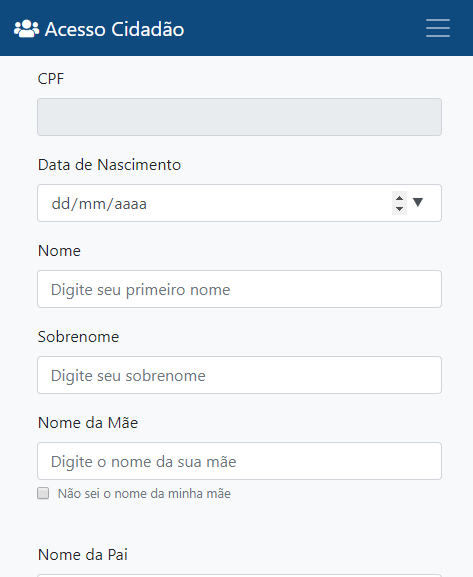 Acesso Cidadão
CPF
Data de Nascimento
dd/mm/aaaa
Nome
Digite seu primeiro nome
Sobrenome
Digite seu sobrenome
Nome da Mãe
Digite o nome da sua mãe
Não sei o nome da minha mãe
Nome da Pai